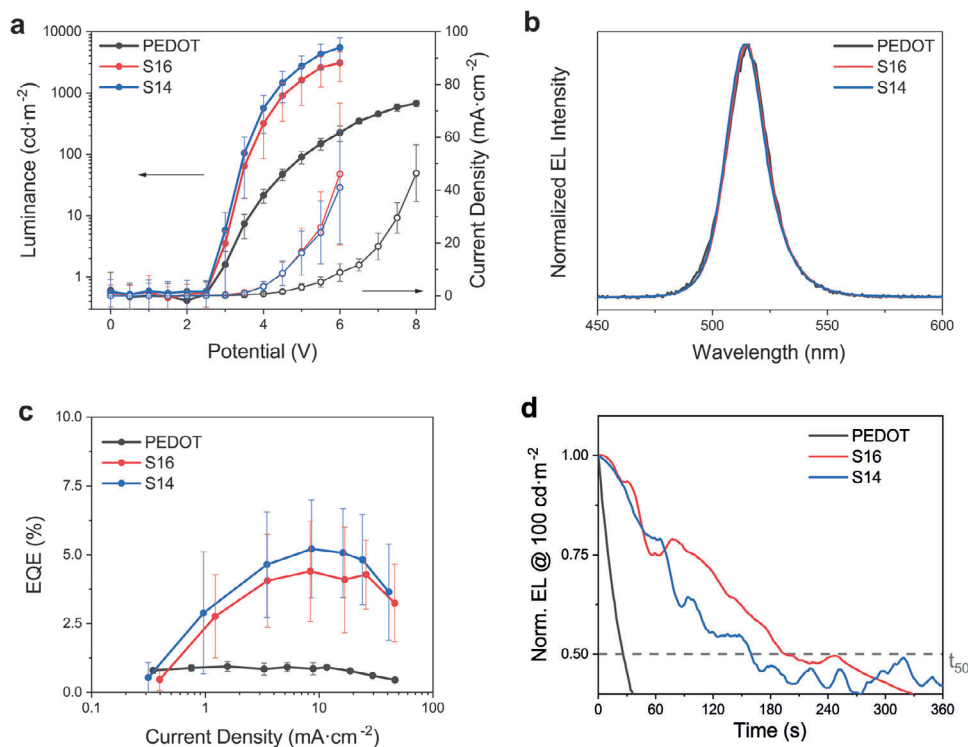 a
PEDOT
S16
S14
Luminance (cd·m⁻²)
10000
1000
100
10
1
100
80
60
40
20
0
Current Density (mA·cm⁻²)
0
2
4
6
8
Potential (V)
b
PEDOT
S16
S14
Normalized EL Intensity
450
500
550
600
Wavelength (nm)
c
PEDOT
S16
S14
EQE (%)
10.0
7.5
5.0
2.5
0.0
0.1
1
10
100
Current Density (mA·cm⁻²)
d
PEDOT
S16
S14
Norm. EL @ 100 cd·m⁻²
1.00
0.75
0.50
t₅₀
0
60
120
180
240
300
360
Time (s)